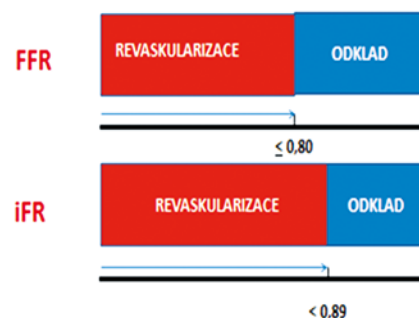 FFR
REVASKULARIZACE
ODKLAD
≤ 0,80
iFR
REVASKULARIZACE
ODKLAD
< 0,89